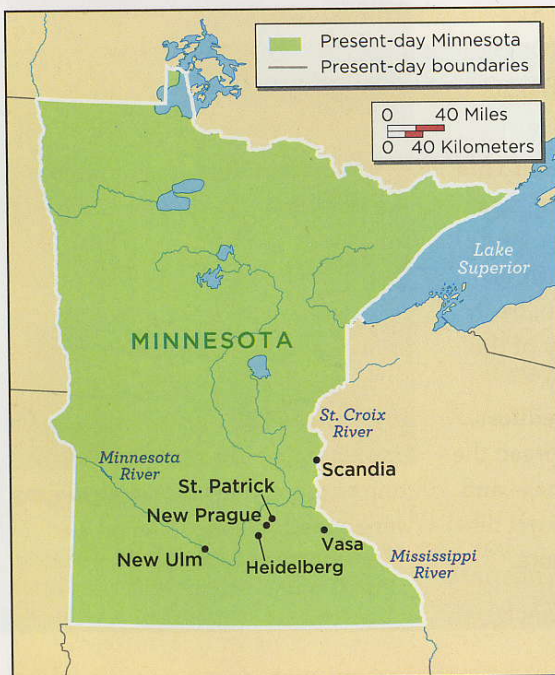 Present-day Minnesota
Present-day boundaries
0 40 Miles
0 40 Kilometers
Lake
Superior
MINNESOTA
St. Croix
River
Minnesota
River
Scandia
St. Patrick
New Prague
New Ulm
Heidelberg
Vasa
Mississippi
River